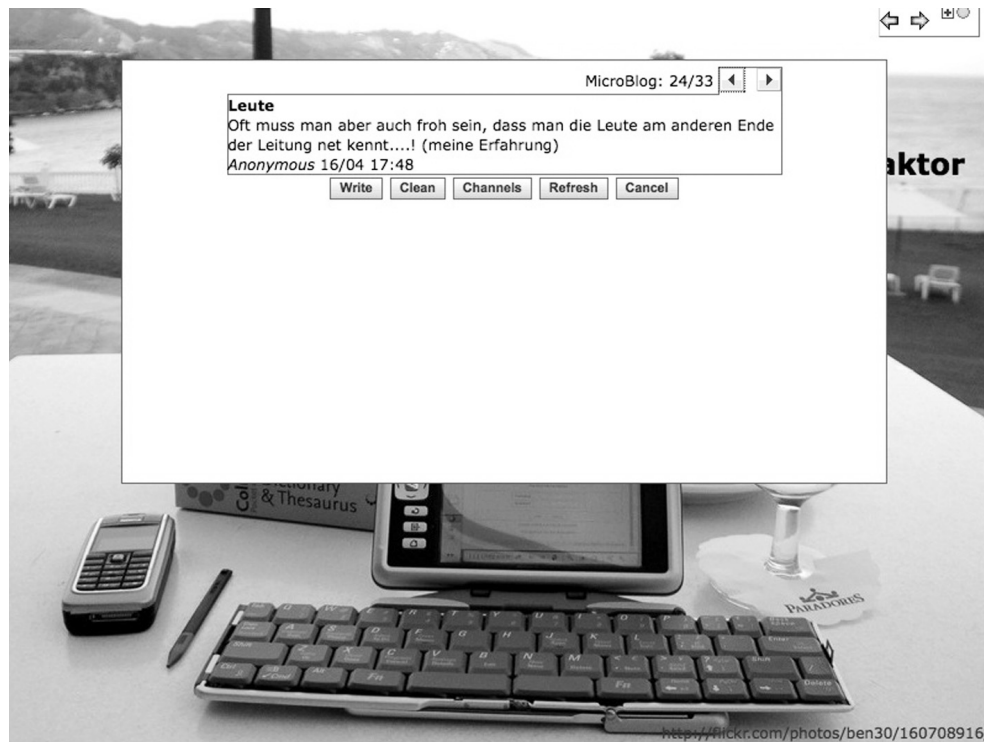 MicroBlog: 24/33
aktor
Leute
Oft muss man aber auch froh sein, dass man die Leute am anderen Ende
der Leitung net kennt....! (meine Erfahrung)
Anonymous 16/04 17:48
Write Clean Channels Refresh Cancel
& Thesaurus
PARADORES
http://flickr.com/photos/ben30/160708916